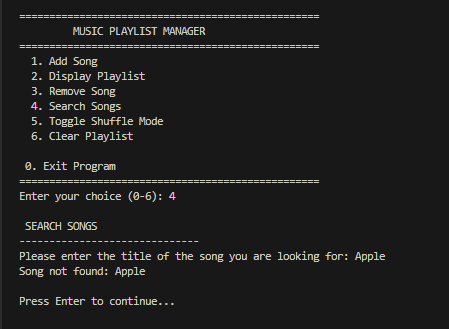 ==================================================
MUSIC PLAYLIST MANAGER
==================================================
1. Add Song
2. Display Playlist
3. Remove Song
4. Search Songs
5. Toggle Shuffle Mode
6. Clear Playlist
0. Exit Program
==================================================
Enter your choice (0-6): 4
SEARCH SONGS
------------------------------
Please enter the title of the song you are looking for: Apple
Song not found: Apple
Press Enter to continue...